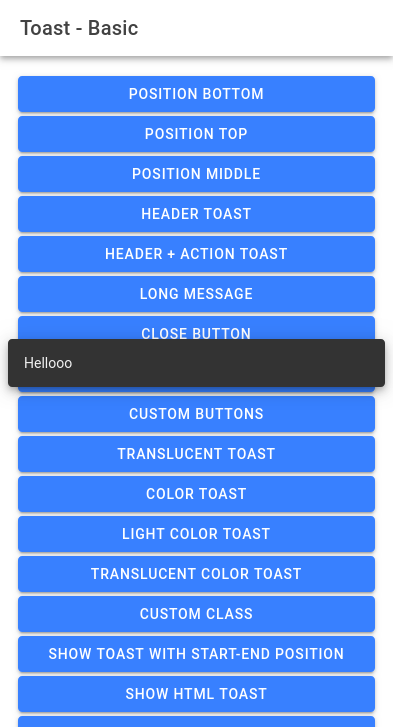 Toast - Basic
POSITION BOTTOM
POSITION TOP
POSITION MIDDLE
HEADER TOAST
HEADER + ACTION TOAST
LONG MESSAGE
CLOSE BUTTON
Hellooo
CUSTOM BUTTONS
TRANSLUCENT TOAST
COLOR TOAST
LIGHT COLOR TOAST
TRANSLUCENT COLOR TOAST
CUSTOM CLASS
SHOW TOAST WITH START-END POSITION
SHOW HTML TOAST